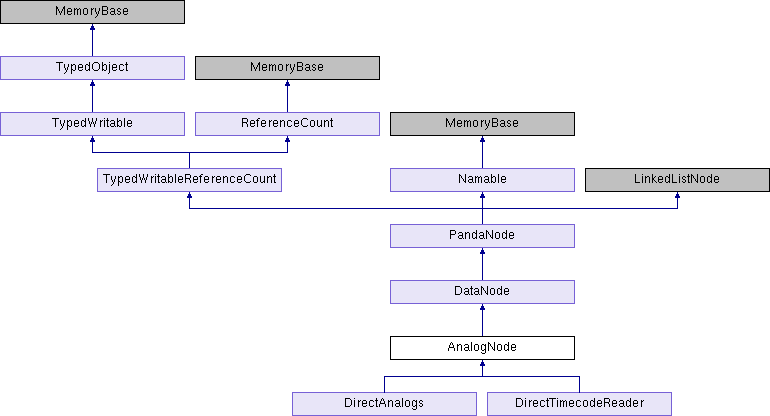 MemoryBase
TypedObject
MemoryBase
TypedWritable
ReferenceCount
MemoryBase
TypedWritableReferenceCount
Namable
LinkedListNode
PandaNode
DataNode
AnalogNode
DirectAnalogs
DirectTimecodeReader